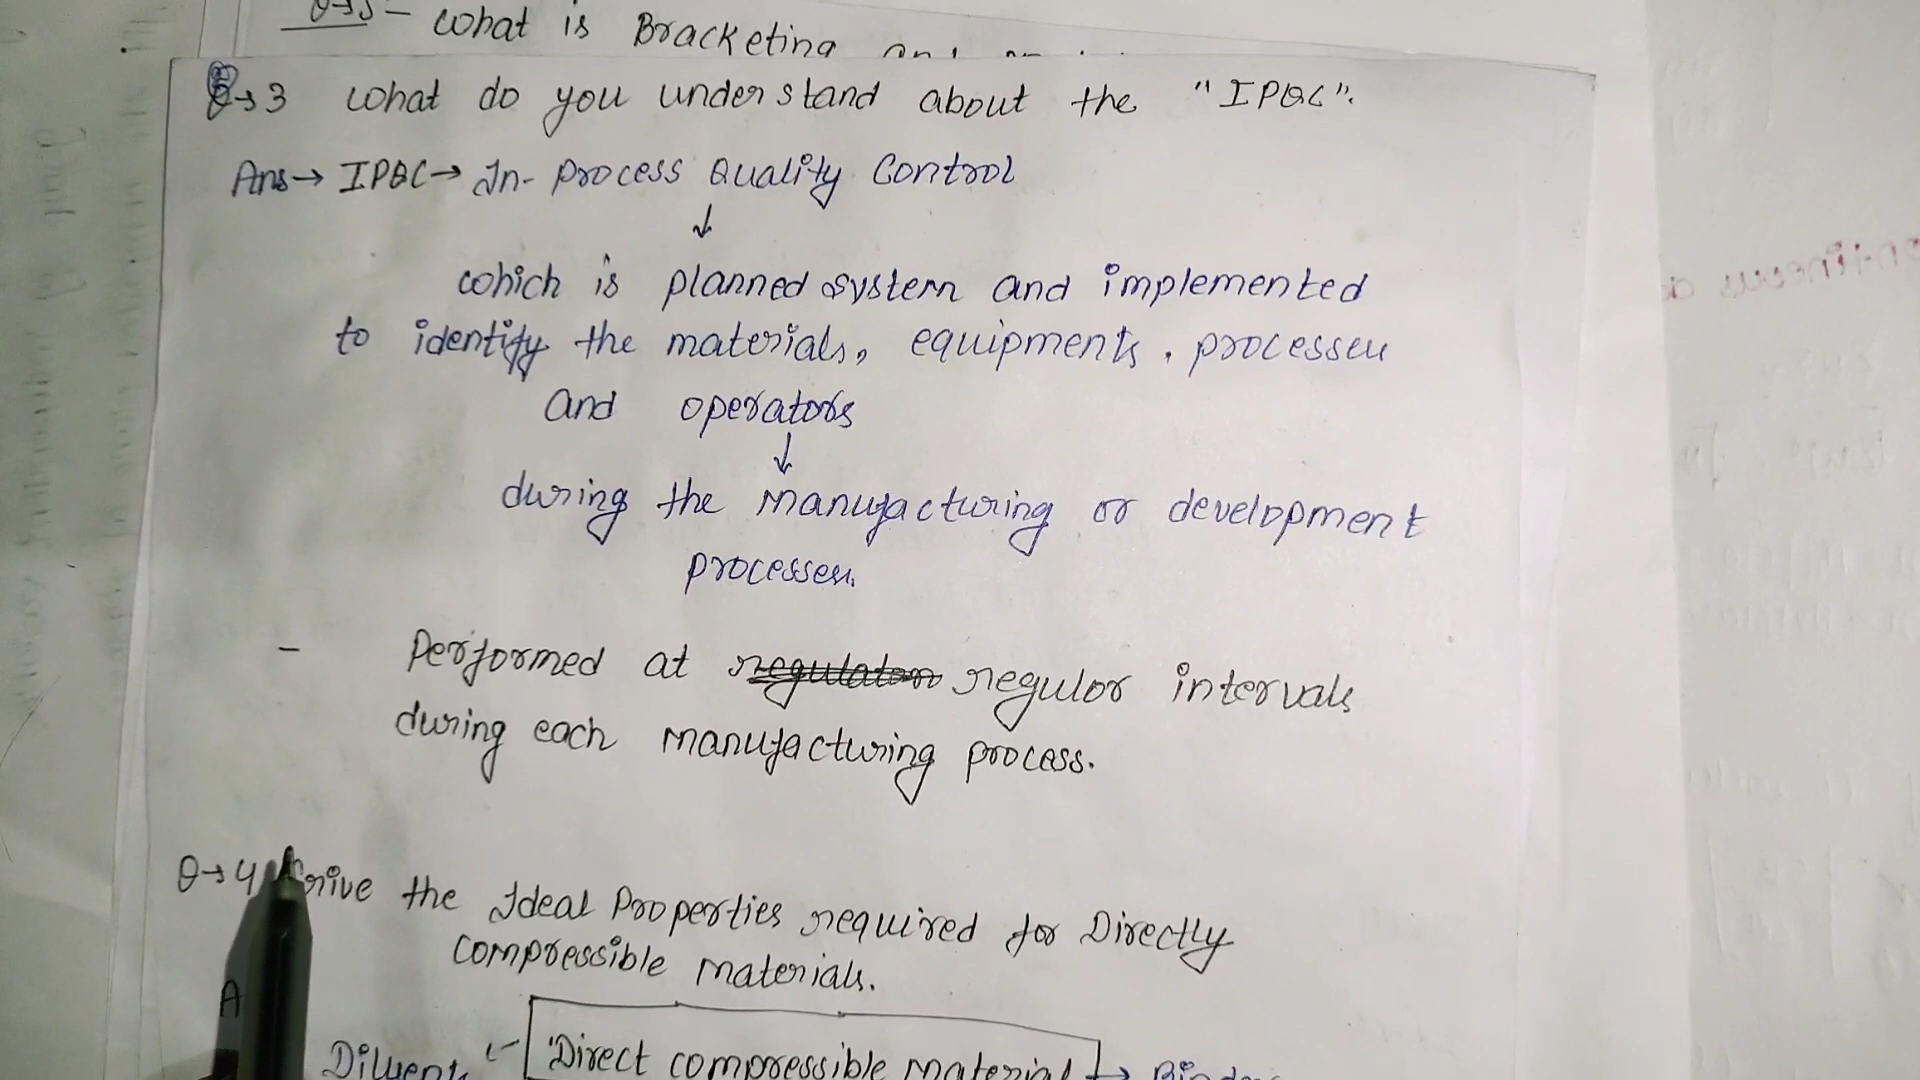 - What is Bracketing and
Q→3 What do you understand about the "IPQC".
Ans→ IPQC→ In-Process Quality Control
↓
which is planned system and implemented
to identify the materials, equipments, processes
and operators
↓
during the manufacturing or development
processes.
- Performed at regular intervals
during each manufacturing process.
Q→4 the Ideal Properties required for Directly
compressible materials.
Direct compressible material →